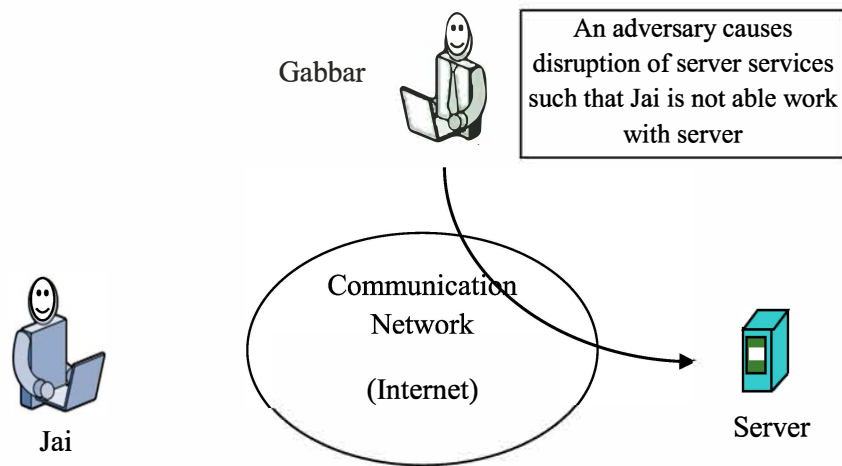 An adversary causes
disruption of server services
such that Jai is not able work
with server
Gabbar
Communication
Network
(Internet)
Jai
Server